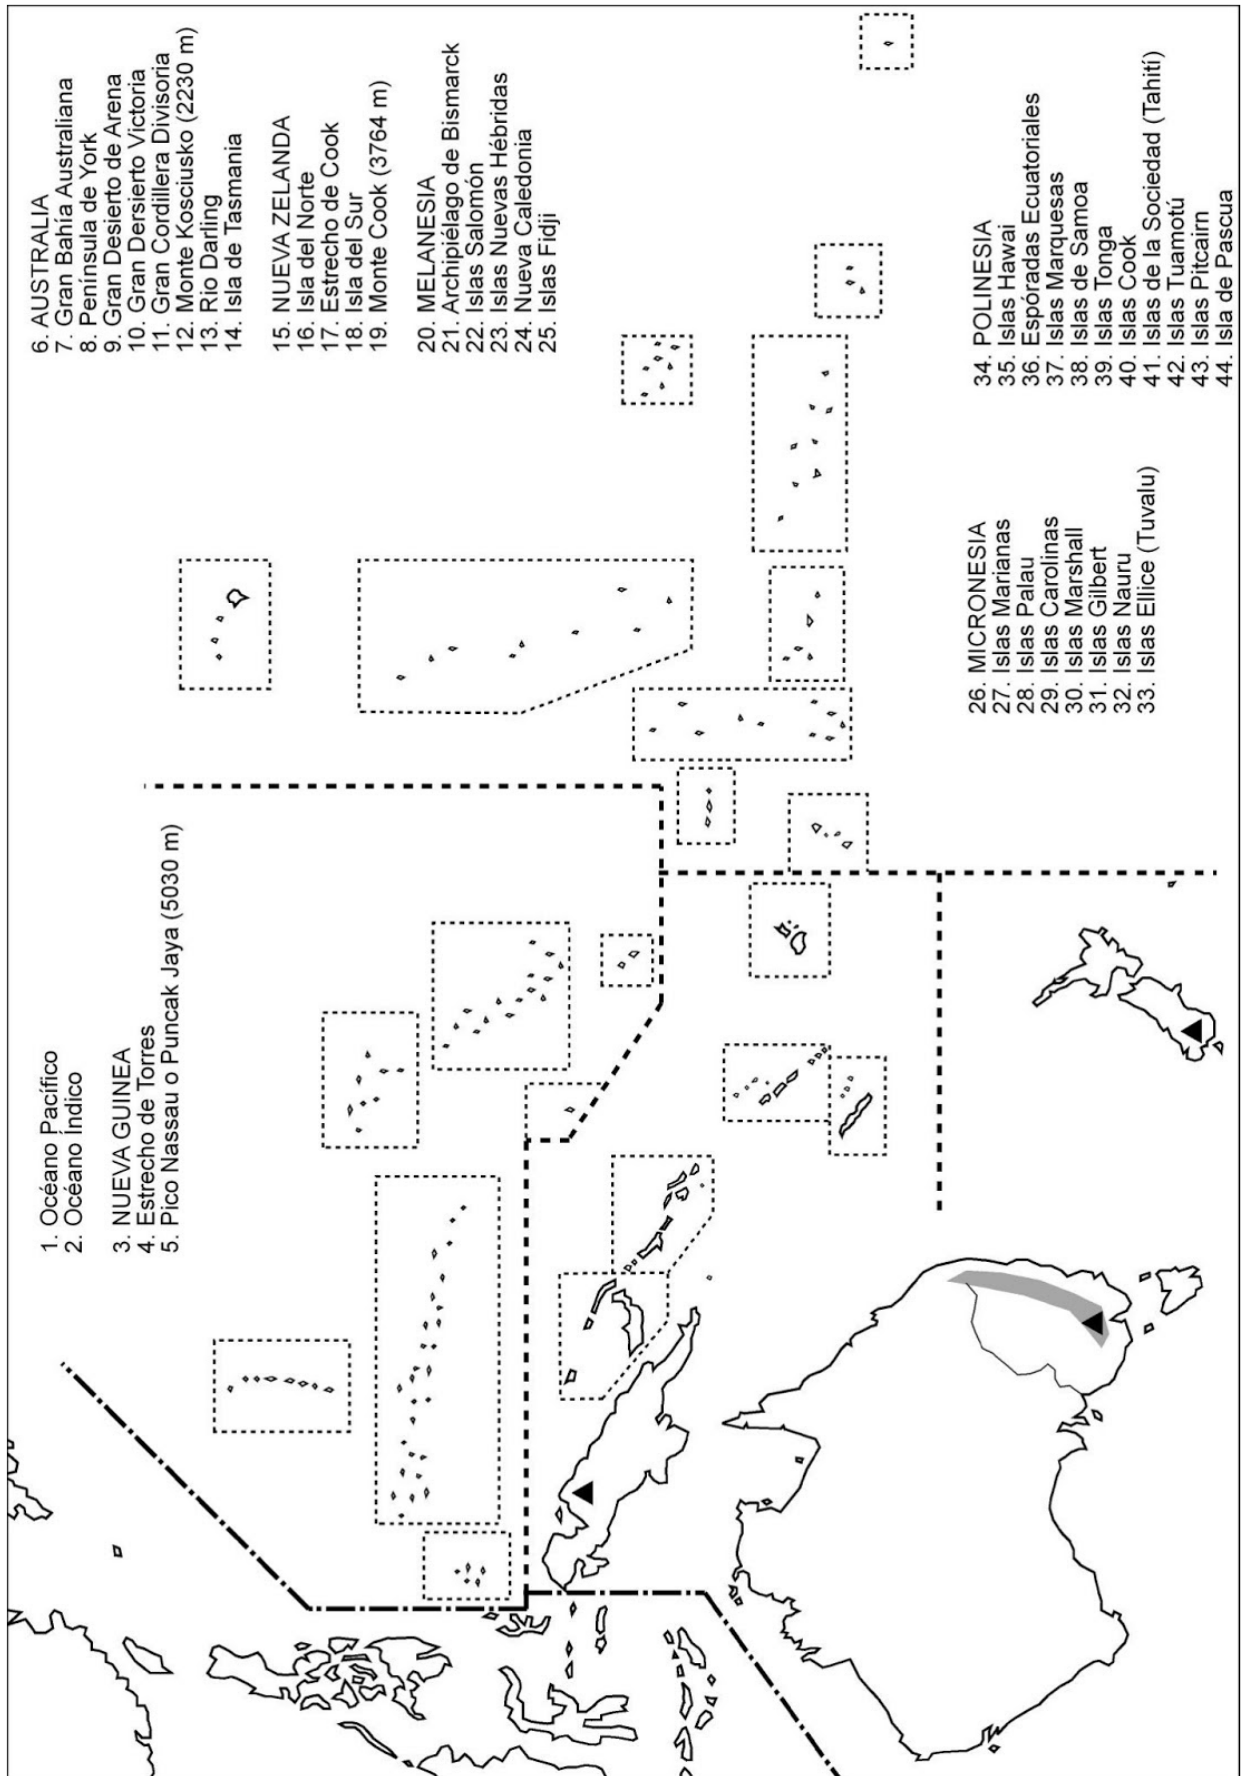 1. Océano Pacífico
2. Océano Índico
3. NUEVA GUINEA
4. Estrecho de Torres
5. Pico Nassau o Puncak Jaya (5030 m)
6. AUSTRALIA
7. Gran Bahía Australiana
8. Península de York
9. Gran Desierto de Arena
10. Gran Dersierto Victoria
11. Gran Cordillera Divisoria
12. Monte Kosciusko (2230 m)
13. Rio Darling
14. Isla de Tasmania
15. NUEVA ZELANDA
16. Isla del Norte
17. Estrecho de Cook
18. Isla del Sur
19. Monte Cook (3764 m)
20. MELANESIA
21. Archipiélago de Bismarck
22. Islas Salomón
23. Islas Nuevas Hébridas
24. Nueva Caledonia
25. Islas Fidji
26. MICRONESIA
27. Islas Marianas
28. Islas Palau
29. Islas Carolinas
30. Islas Marshall
31. Islas Gilbert
32. Islas Nauru
33. Islas Ellice (Tuvalu)
34. POLINESIA
35. Islas Hawai
36. Espóradas Ecuatoriales
37. Islas Marquesas
38. Islas de Samoa
39. Islas Tonga
40. Islas Cook
41. Islas de la Sociedad (Tahití)
42. Islas Tuamotú
43. Islas Pitcairn
44. Isla de Pascua